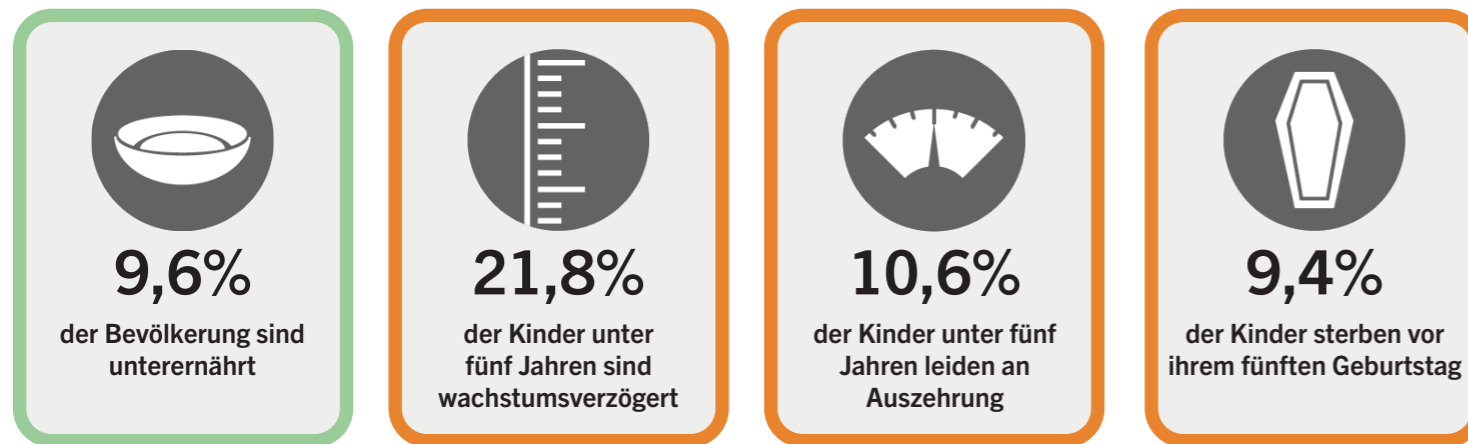 9,6%
der Bevölkerung sind
unterernährt
21,8%
der Kinder unter
fünf Jahren sind
wachstumsverzögert
10,6%
der Kinder unter fünf
Jahren leiden an
Auszehrung
9,4%
der Kinder sterben vor
ihrem fünften Geburtstag